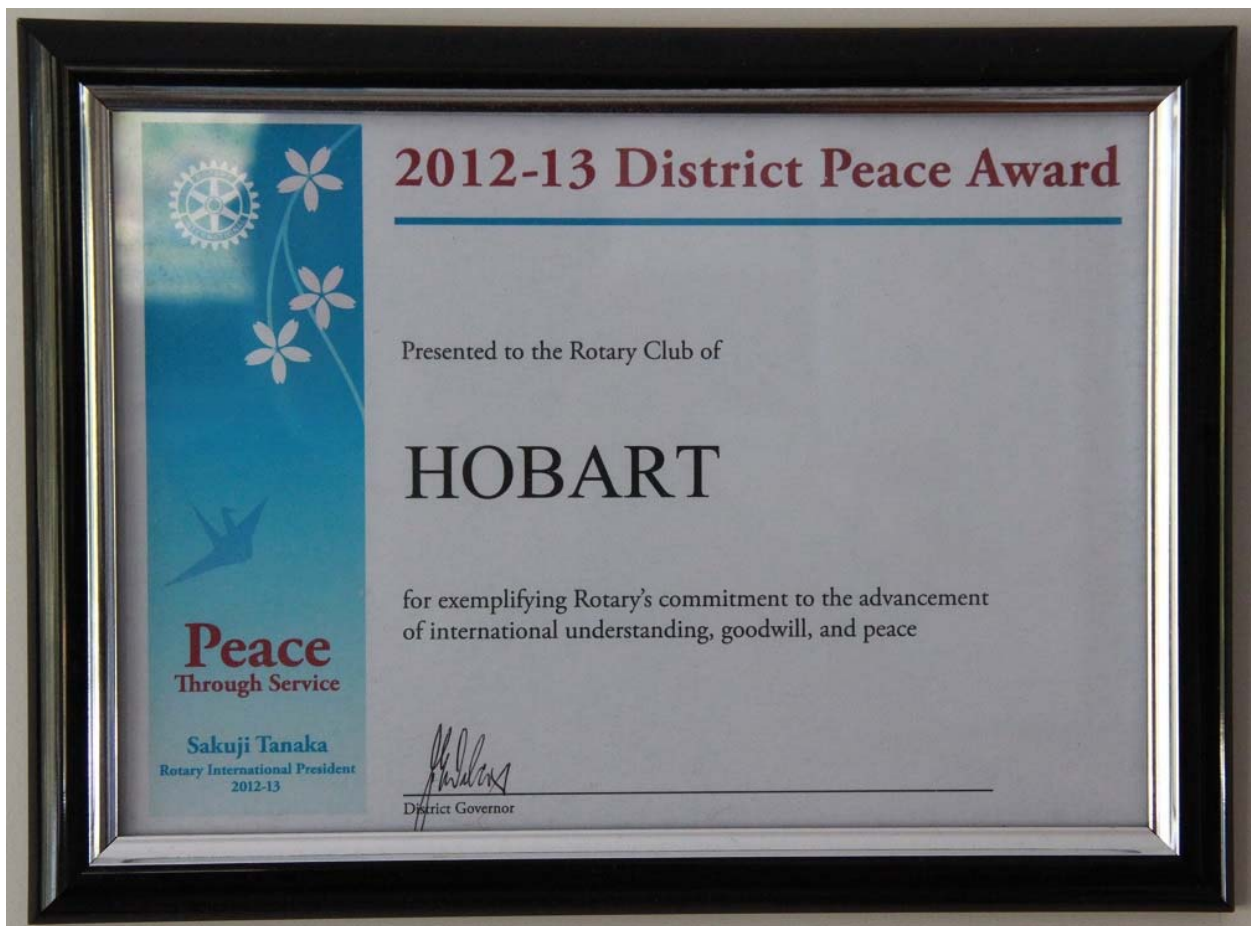 2012-13 District Peace Award
Presented to the Rotary Club of
HOBART
for exemplifying Rotary's commitment to the advancement
of international understanding, goodwill, and peace
District Governor
Peace
Through Service
Sakuji Tanaka
Rotary International President
2012-13